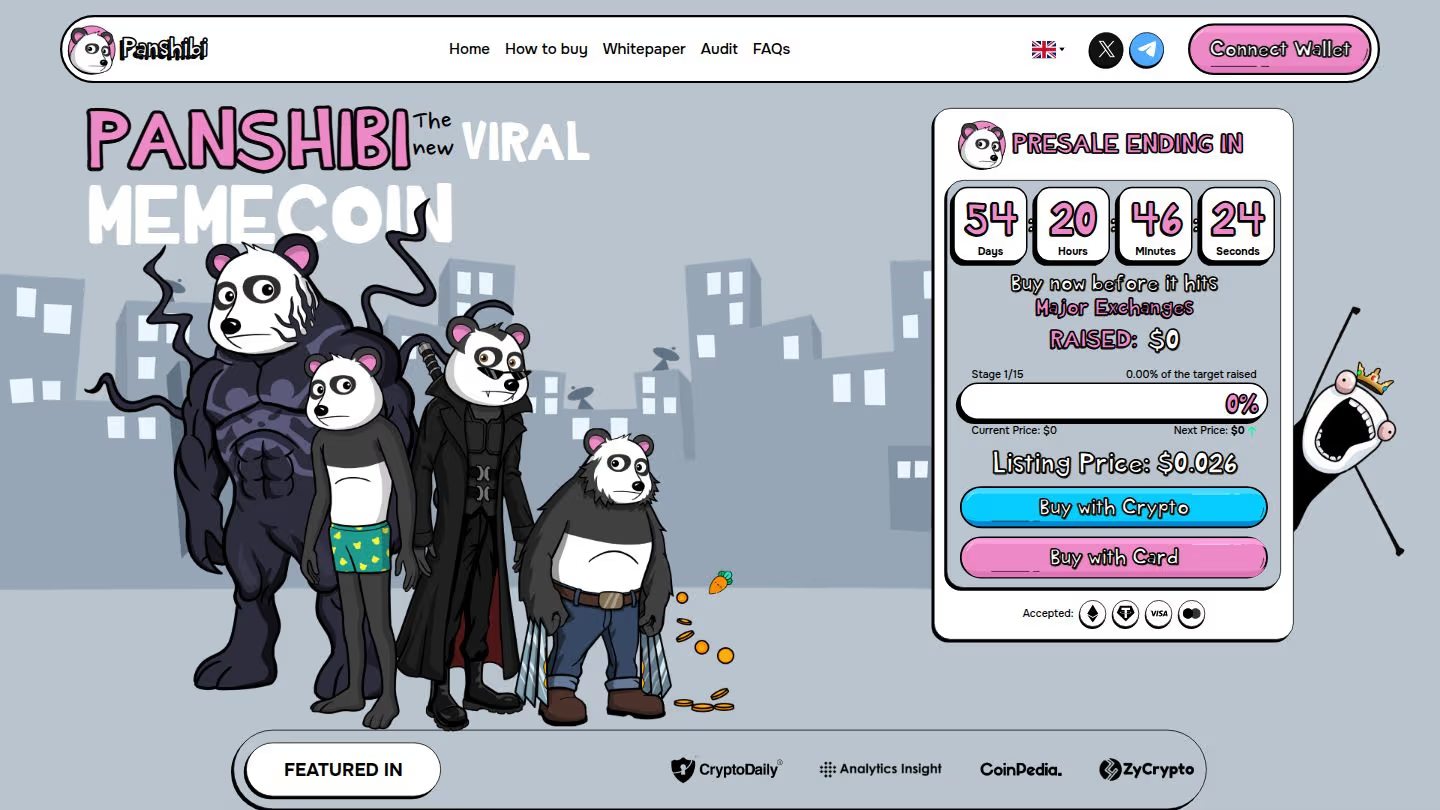 Panshibi
Home How to buy Whitepaper Audit FAQs
Connect Wallet
PANSHIBI The new VIRAL
MEMECOIN
PRESALE ENDING IN
54 : 20 : 46 : 24
Days Hours Minutes Seconds
Buy now before it hits
Major Exchanges
RAISED: $0
Stage 1/15 0.00% of the target raised
0%
Current Price: $0 Next Price: $0
Listing Price: $0.026
Buy with Crypto
Buy with Card
Accepted: VISA
FEATURED IN
CryptoDaily®
Analytics Insight
CoinPedia.
ZyCrypto